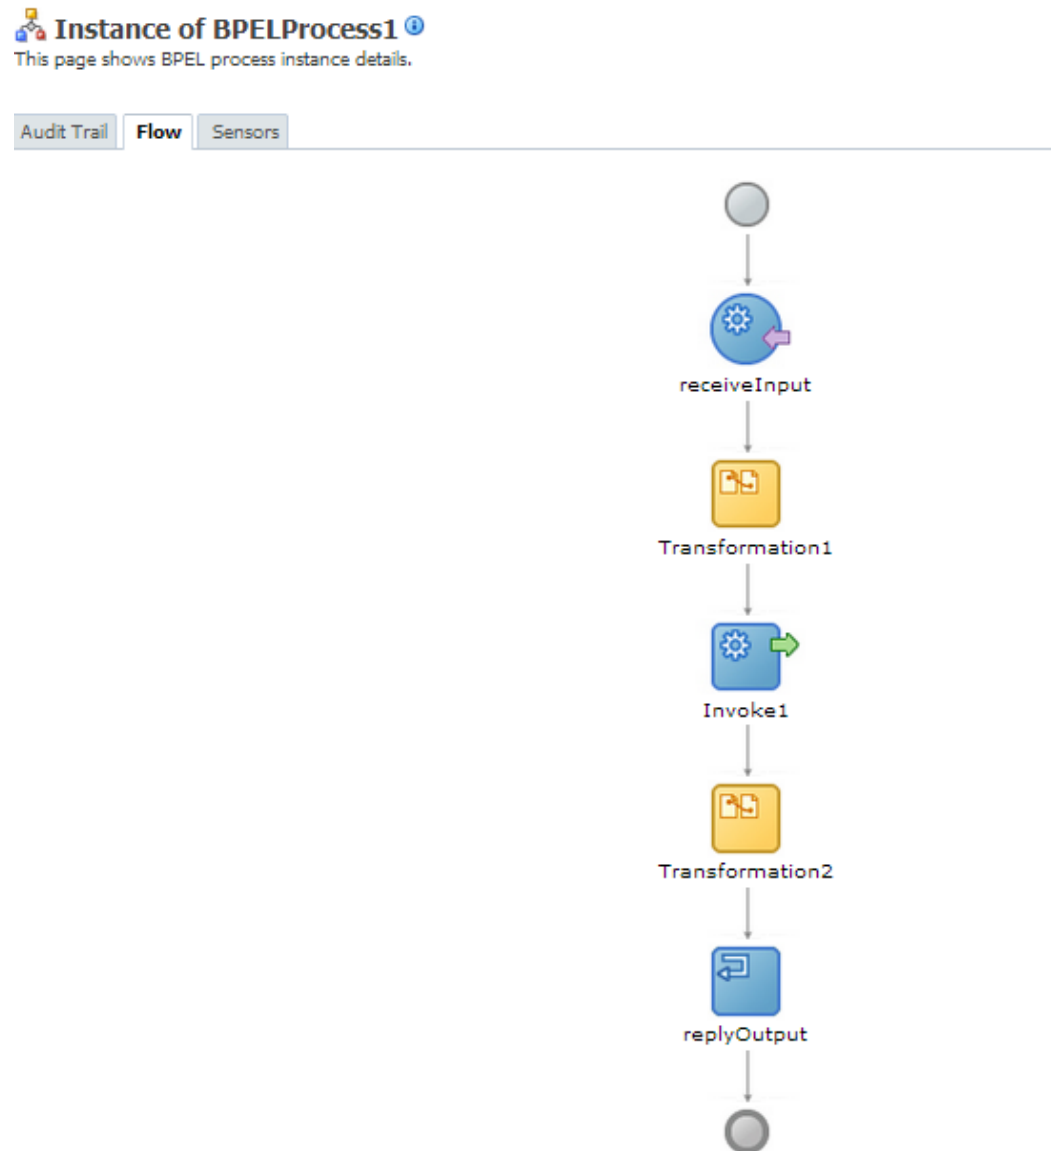 Instance of BPELProcess1
This page shows BPEL process instance details.
Audit Trail Flow Sensors
receiveInput
Transformation1
Invoke1
Transformation2
replyOutput